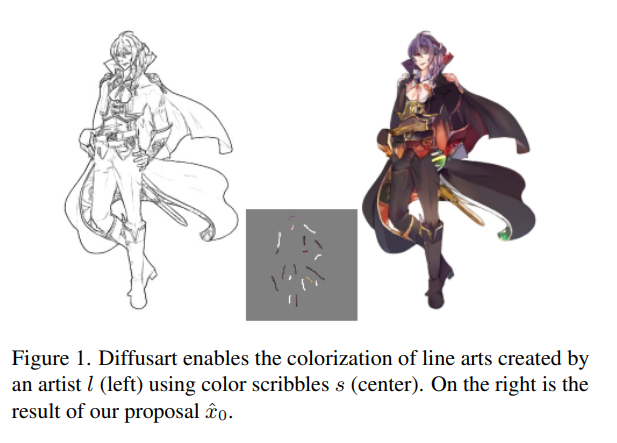 Figure 1. Diffusart enables the colorization of line arts created by
an artist l (left) using color scribbles s (center). On the right is the
result of our proposal x̂₀.